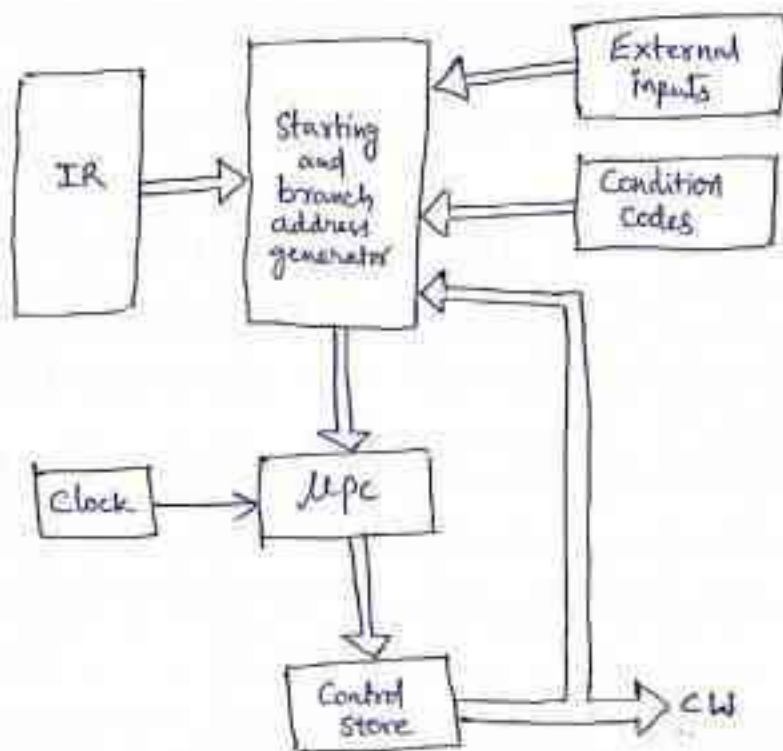 IR
Starting
and
branch
address
generator
External
inputs
Condition
Codes
Clock
μpc
Control
store
CW